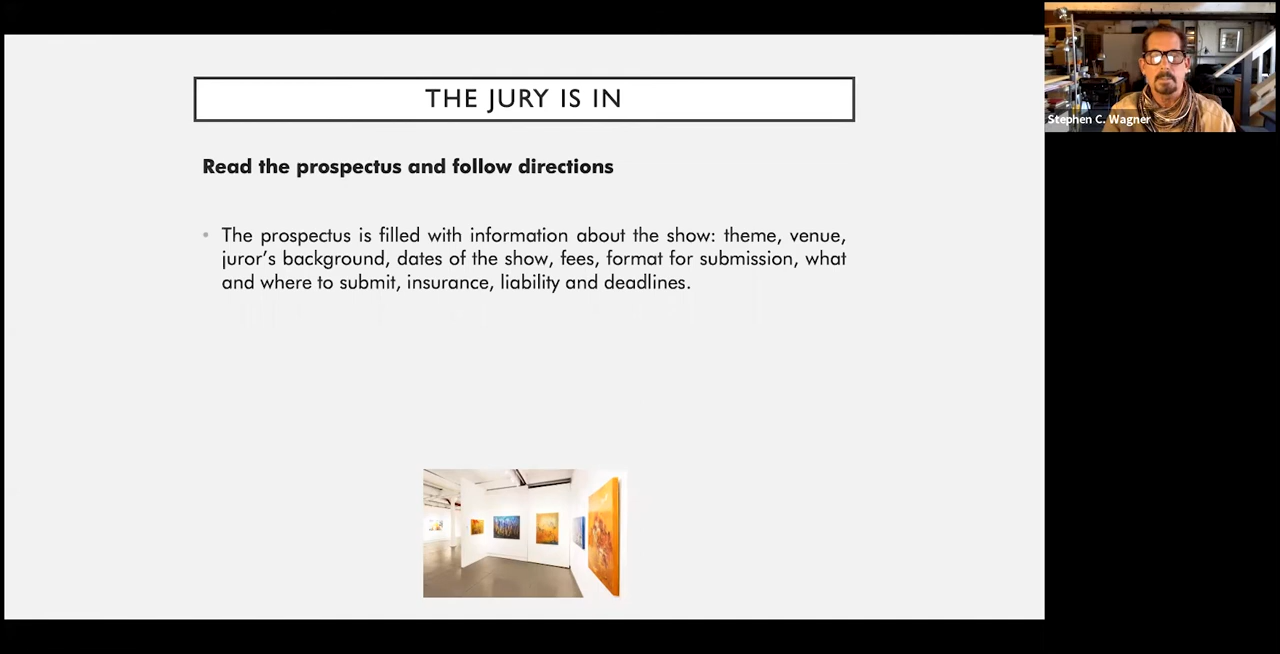 THE JURY IS IN
Stephen C. Wagner
Read the prospectus and follow directions
• The prospectus is filled with information about the show: theme, venue,
juror’s background, dates of the show, fees, format for submission, what
and where to submit, insurance, liability and deadlines.